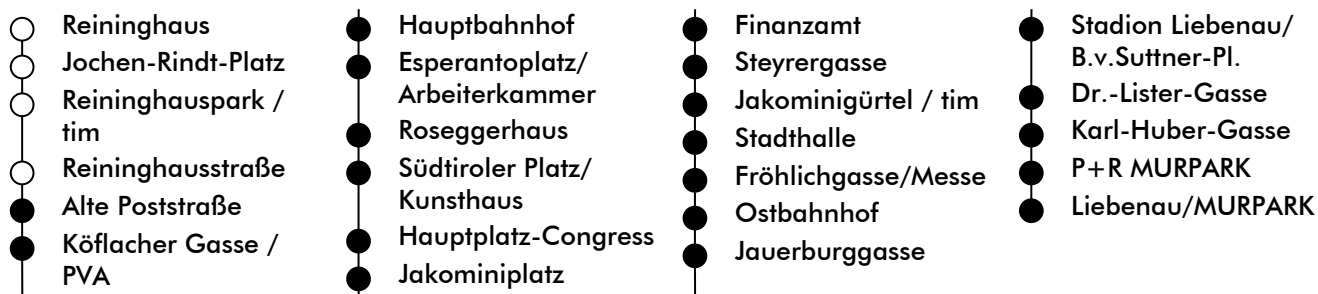 Reininghaus
Jochen-Rindt-Platz
Reininghauspark /
tim
Reininghausstraße
Alte Poststraße
Köflacher Gasse /
PVA
Hauptbahnhof
Esperantoplatz/
Arbeiterkammer
Roseggerhaus
Südtiroler Platz/
Kunsthaus
Hauptplatz-Congress
Jakominiplatz
Finanzamt
Steyrergasse
Jakominigürtel / tim
Stadthalle
Fröhlichgasse/Messe
Ostbahnhof
Jauerburggasse
Stadion Liebenau/
B.v.Suttner-Pl.
Dr.-Lister-Gasse
Karl-Huber-Gasse
P+R MURPARK
Liebenau/MURPARK